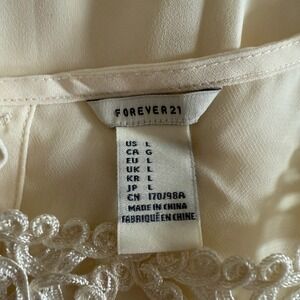 FOREVER 21
US L
CA G
EU L
UK L
KR L
JP L
CN 170/98A
MADE IN CHINA
FABRIQUÉ EN CHINE